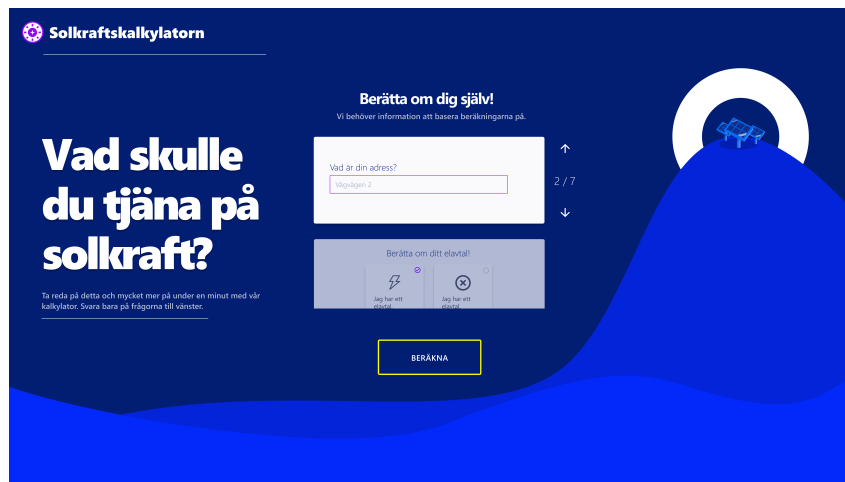 Solkraftskalkylatorn
Vad skulle
du tjäna på
solkraft?
Ta reda på detta och mycket mer på under en minut med vår
kalkylator. Svara bara på frågorna till vänster.
Berätta om dig själv!
Vi behöver information att basera beräkningarna på.
Vad är din adress?
Vägvägen 2
2 / 7
Berätta om ditt elavtal!
Jag har ett
elavtal.
Jag har ett
elavtal.
BERÄKNA